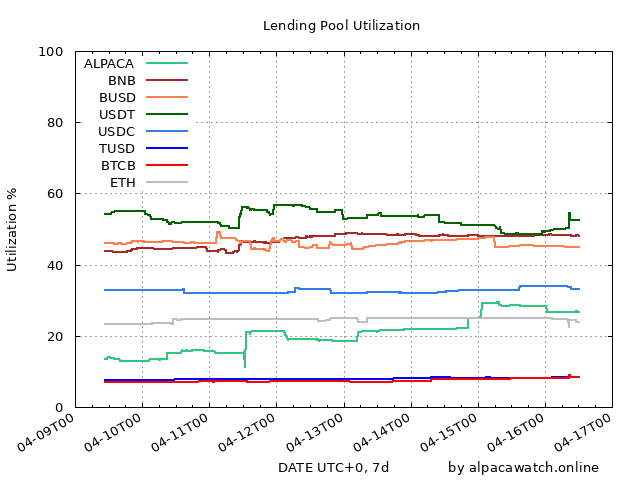 Lending Pool Utilization
100
80
60
40
20
0
Utilization %
ALPACA
BNB
BUSD
USDT
USDC
TUSD
BTCB
ETH
04-09T00
04-10T00
04-11T00
04-12T00
04-13T00
04-14T00
04-15T00
04-16T00
04-17T00
DATE UTC+0, 7d
by alpacawatch.online